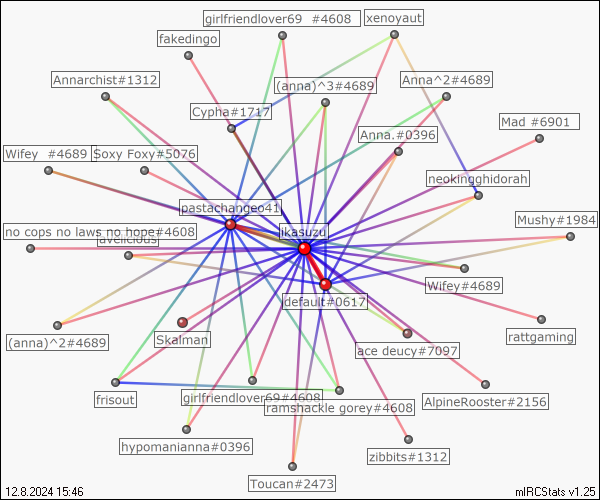 girlfriendlover69 #4608
xenoyaut
fakedingo
Annarchist#1312
(anna)^3#4689
Anna^2#4689
Cypha#1717
Mad #6901
Anna.#0396
Wifey #4689
$oxy Foxy#5076
neokingghidorah
pastachangeo41
Mushy#1984
no cops no laws no hope#4608
ikasuzu
avelicious
Wifey#4689
default#0617
(anna)^2#4689
Skalman
rattgaming
ace deucy#7097
frisout
girlfriendlover69#4608
ramshackle gorey#4608
AlpineRooster#2156
hypomanianna#0396
zibbits#1312
Toucan#2473
12.8.2024 15:46
mIRCStats v1.25